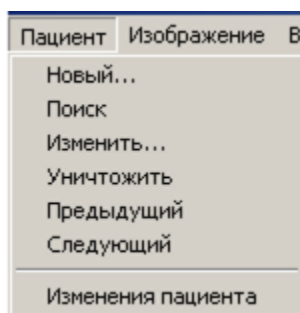 Пациент Изображение В
Новый...
Поиск
Изменить...
Уничтожить
Предыдущий
Следующий
Изменения пациента